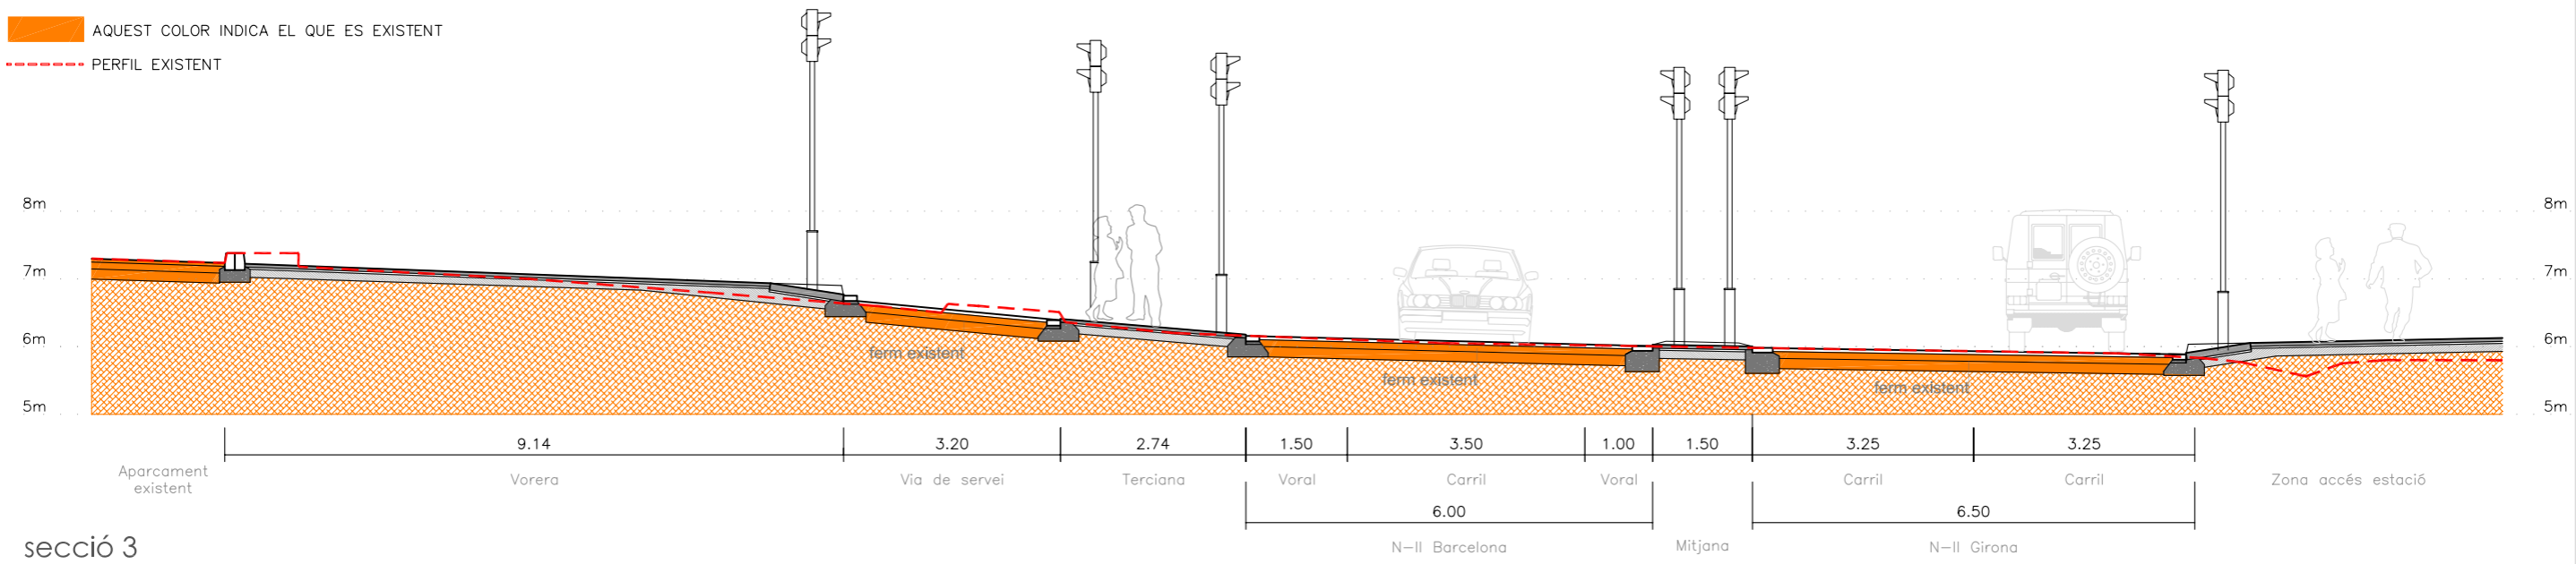 AQUEST COLOR INDICA EL QUE ES EXISTENT
PERFIL EXISTENT
8m 8m
7m 7m
6m 6m
5m 5m
ferm existent
ferm existent
ferm existent
9.14 3.20 2.74 1.50 3.50 1.00 1.50 3.25 3.25
Aparcament
existent
Vorera Via de servei Terciana Voral Carril Voral Carril Carril Zona accés estació
6.00 6.50
N-II Barcelona Mitjana N-II Girona
secció 3